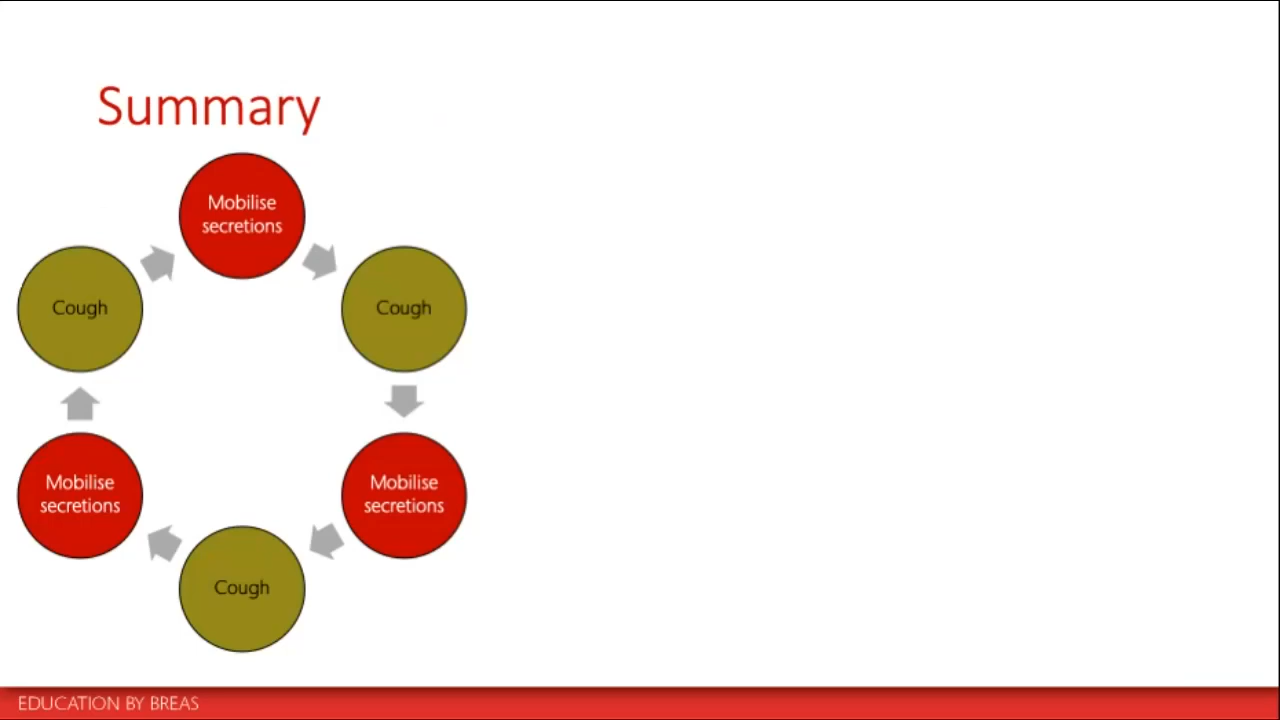 Summary
Mobilise
secretions
Cough
Cough
Mobilise
secretions
Mobilise
secretions
Cough
EDUCATION BY BREAS